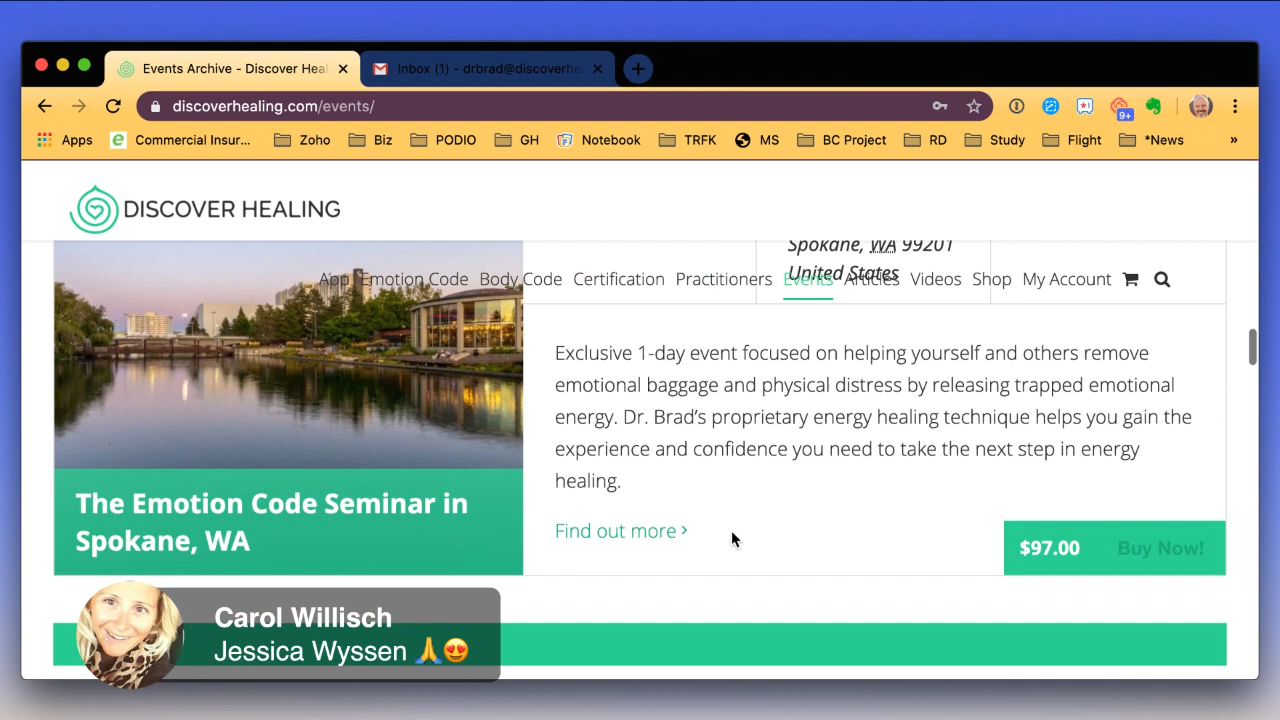 Events Archive - Discover Heal
Inbox (1) - drbrad@discoverhe
discoverhealing.com/events/
9+
Apps
Commercial Insur...
Zoho
Biz
PODIO
GH
Notebook
TRFK
MS
BC Project
RD
Study
Flight
*News
»
DISCOVER HEALING
Spokane, WA 99201
United States
App Emotion Code Body Code Certification Practitioners Events Articles Videos Shop My Account
Exclusive 1-day event focused on helping yourself and others remove
emotional baggage and physical distress by releasing trapped emotional
energy. Dr. Brad’s proprietary energy healing technique helps you gain the
experience and confidence you need to take the next step in energy
healing.
Find out more ›
The Emotion Code Seminar in
Spokane, WA
$97.00 Buy Now!
Carol Willisch
Jessica Wyssen 🙏😍